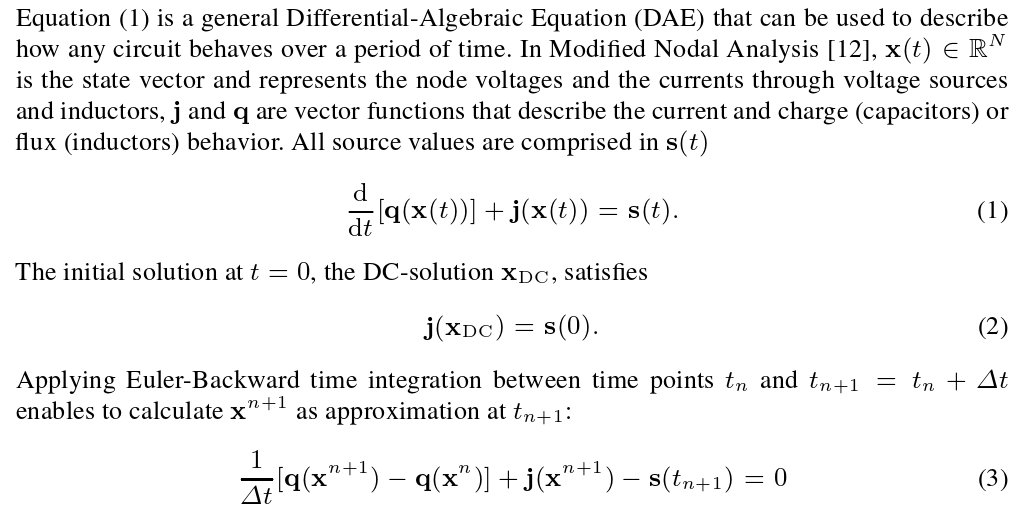 Equation (1) is a general Differential-Algebraic Equation (DAE) that can be used to describe
how any circuit behaves over a period of time. In Modified Nodal Analysis [12], x(t) ∈ ℝᴺ
is the state vector and represents the node voltages and the currents through voltage sources
and inductors, j and q are vector functions that describe the current and charge (capacitors) or
flux (inductors) behavior. All source values are comprised in s(t)
d/dt [q(x(t))] + j(x(t)) = s(t). (1)
The initial solution at t = 0, the DC-solution x_DC, satisfies
j(x_DC) = s(0). (2)
Applying Euler-Backward time integration between time points t_n and t_{n+1} = t_n + Δt
enables to calculate x^{n+1} as approximation at t_{n+1}:
1/Δt [q(x^{n+1}) − q(x^n)] + j(x^{n+1}) − s(t_{n+1}) = 0 (3)